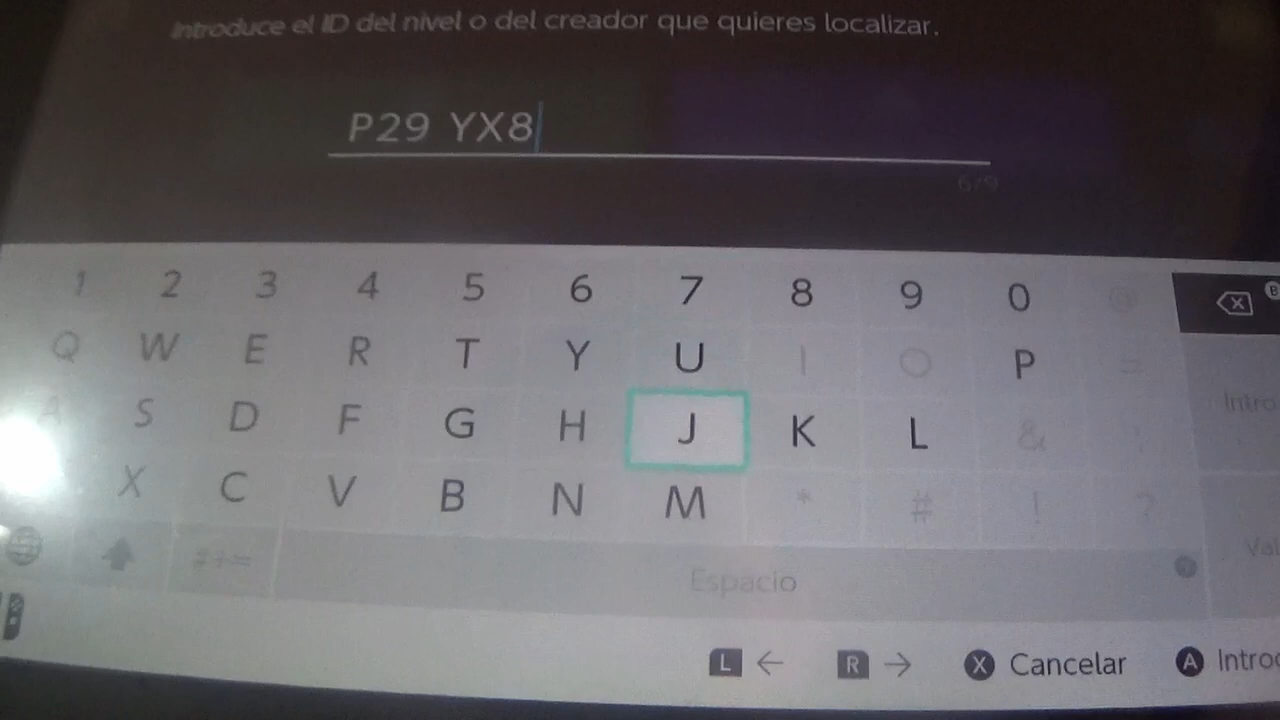 Introduce el ID del nivel o del creador que quieres localizar.
P29 YX8
6/9
1 2 3 4 5 6 7 8 9 0 @
Q W E R T Y U I O P =
A S D F G H J K L & ;
X C V B N M * # ! ?
#+=
Espacio
L ← R → X Cancelar A